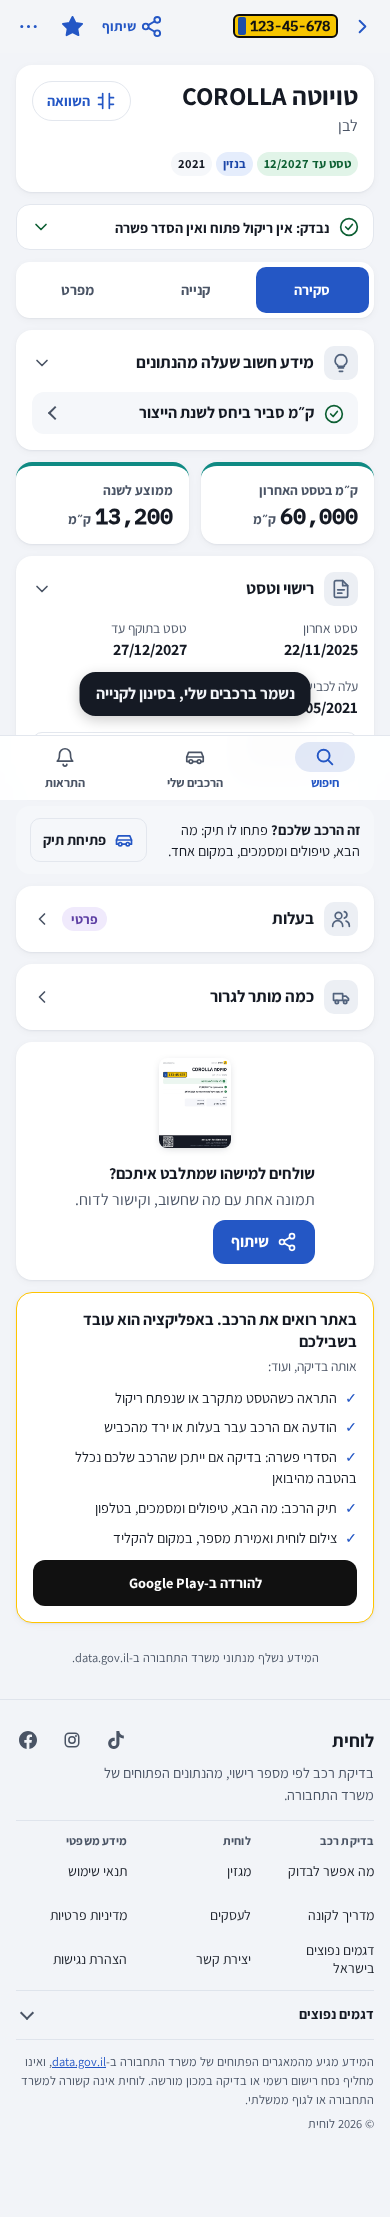 123-45-678
שיתוף
טויוטה COROLLA
לבן
השוואה
טסט עד 12/2027
בנזין
2021
נבדק: אין ריקול פתוח ואין הסדר פשרה
סקירה
קנייה
מפרט
מידע חשוב שעלה מהנתונים
ק״מ סביר ביחס לשנת הייצור
ק״מ בטסט האחרון
60,000 ק״מ
ממוצע לשנה
13,200 ק״מ
רישוי וטסט
טסט אחרון
22/11/2025
טסט בתוקף עד
27/12/2027
עלה לכביש
05/2021
נשמר ברכבים שלי, בסינון לקנייה
חיפוש
הרכבים שלי
התראות
זה הרכב שלכם? פתחו לו תיק: מה
הבא, טיפולים ומסמכים, במקום אחד.
פתיחת תיק
בעלות
פרטי
כמה מותר לגרור
שולחים למישהו שמתלבט איתכם?
תמונה אחת עם מה שחשוב, וקישור לדוח.
שיתוף
באתר רואים את הרכב. באפליקציה הוא עובד
בשבילכם
אותה בדיקה, ועוד:
✓ התראה כשהטסט מתקרב או שנפתח ריקול
✓ הודעה אם הרכב עבר בעלות או ירד מהכביש
✓ הסדרי פשרה: בדיקה אם ייתכן שהרכב שלכם נכלל
בהטבה מהיבואן
✓ תיק הרכב: מה הבא, טיפולים ומסמכים, בטלפון
✓ צילום לוחית ואמירת מספר, במקום להקליד
להורדה ב-Google Play
המידע נשלף מנתוני משרד התחבורה ב-data.gov.il.
לוחית
בדיקת רכב לפי מספר רישוי, מהנתונים הפתוחים של
משרד התחבורה.
בדיקת רכב
מה אפשר לבדוק
מדריך לקונה
דגמים נפוצים
בישראל
לוחית
מגזין
לעסקים
יצירת קשר
מידע משפטי
תנאי שימוש
מדיניות פרטיות
הצהרת נגישות
דגמים נפוצים
המידע מגיע מהמאגרים הפתוחים של משרד התחבורה ב-data.gov.il, ואינו
מחליף נסח רישום רשמי או בדיקה במכון מורשה. לוחית אינה קשורה למשרד
התחבורה או לגוף ממשלתי.
© 2026 לוחית